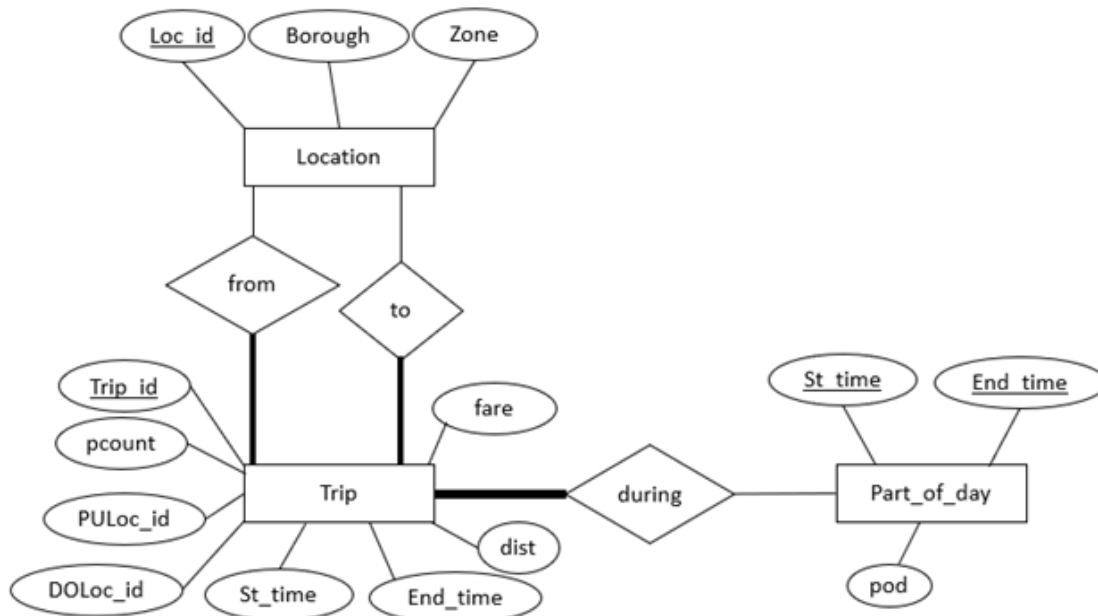 Loc_id
Borough
Zone
Location
from
to
Trip_id
fare
St_time
End_time
pcount
Trip
during
Part_of_day
PULoc_id
dist
DOLoc_id
St_time
End_time
pod